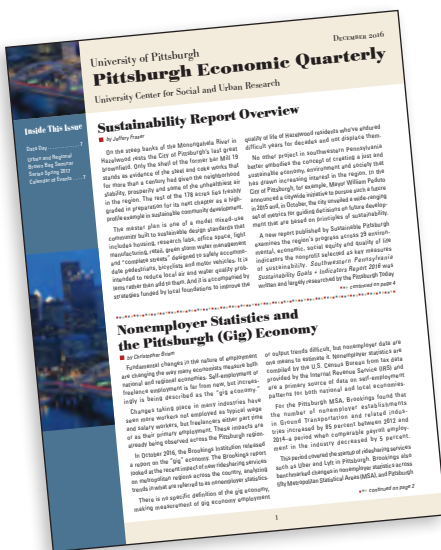 December 2016
University of Pittsburgh
Pittsburgh Economic Quarterly
University Center for Social and Urban Research
Inside This Issue
Data Day ............... 7
Urban and Regional
Brown Bag Seminar
Series Spring 2017
Calendar of Events ..... 7
Sustainability Report Overview
by Jeffery Fraser
On the steep banks of the Monongahela River in
Hazelwood rests the City of Pittsburgh's last great
brownfield. Only the shell of the former bar Mill 19
stands as evidence of the steel and coke works that
for more than a century had given the neighborhood
stability, prosperity and some of the unhealthiest air
in the region. The rest of the 178 acres lies freshly
graded in preparation for its next chapter as a high-
profile example in sustainable community development.
The master plan is one of a model mixed-use
community built to sustainable design standards that
includes housing, research labs, office space, light
manufacturing, retail, green storm water management
and "complete streets" designed to safely accommo-
date pedestrians, bicyclists and motor vehicles. It is
intended to reduce local air and water quality prob-
lems rather than add to them. And it is accompanied by
strategies funded by local foundations to improve the
quality of life of Hazelwood residents who've endured
difficult years for decades and not displace them.
No other project in southwestern Pennsylvania
better embodies the concept of creating a just and
sustainable economy, environment and society that
has drawn increasing interest in the region. In the
City of Pittsburgh, for example, Mayor William Peduto
announced a citywide initiative to pursue such a future
in 2015 and, in October, the city unveiled a wide-ranging
set of metrics for guiding decisions on future develop-
ment that are based on principles of sustainability.
A new report published by Sustainable Pittsburgh
examines the region's progress across 29 environ-
mental, economic, social equity and quality of life
indicators the nonprofit selected as key measures
of sustainability. Southwestern Pennsylvania
Sustainability Goals + Indicators Report 2016 was
written and largely researched by the Pittsburgh Today
continued on page 4
Nonemployer Statistics and
the Pittsburgh (Gig) Economy
by Christopher Briem
Fundamental changes in the nature of employment
are changing the way many economists measure both
national and regional economies. Self-employment or
freelance employment is far from new, but increas-
ingly is being described as the "gig economy."
Changes taking place in most industries have
seen more workers not employed as typical wage
and salary workers, but freelancers either part time
or as their primary employment. These impacts are
already being observed across the Pittsburgh region.
In October 2016, the Brookings Institution released
a report on the "gig" economy. The Brookings report
looked at the recent impact of new ridesharing services
on metropolitan regions across the country, analyzing
trends in what are referred to as nonemployer statistics.
There is no specific definition of the gig economy,
making measurement of gig economy employment
or output trends difficult, but nonemployer data are
one means to estimate it. Nonemployer statistics are
compiled by the U.S. Census Bureau from tax data
provided by the Internal Revenue Service (IRS) and
are a primary source of data on self-employment
patterns for both national and local economies.
For the Pittsburgh MSA, Brookings found that
the number of nonemployer establishments
in Ground Transportation and related indus-
tries increased by 85 percent between 2012 and
2014–a period when comparable payroll employ-
ment in the industry decreased by 5 percent.
This period covered the startup of ridesharing services
such as Uber and Lyft in Pittsburgh. Brookings also
benchmarked changes in nonemployer statistics across
fifty Metropolitan Statistical Areas (MSA), and Pittsburgh
continued on page 2
1